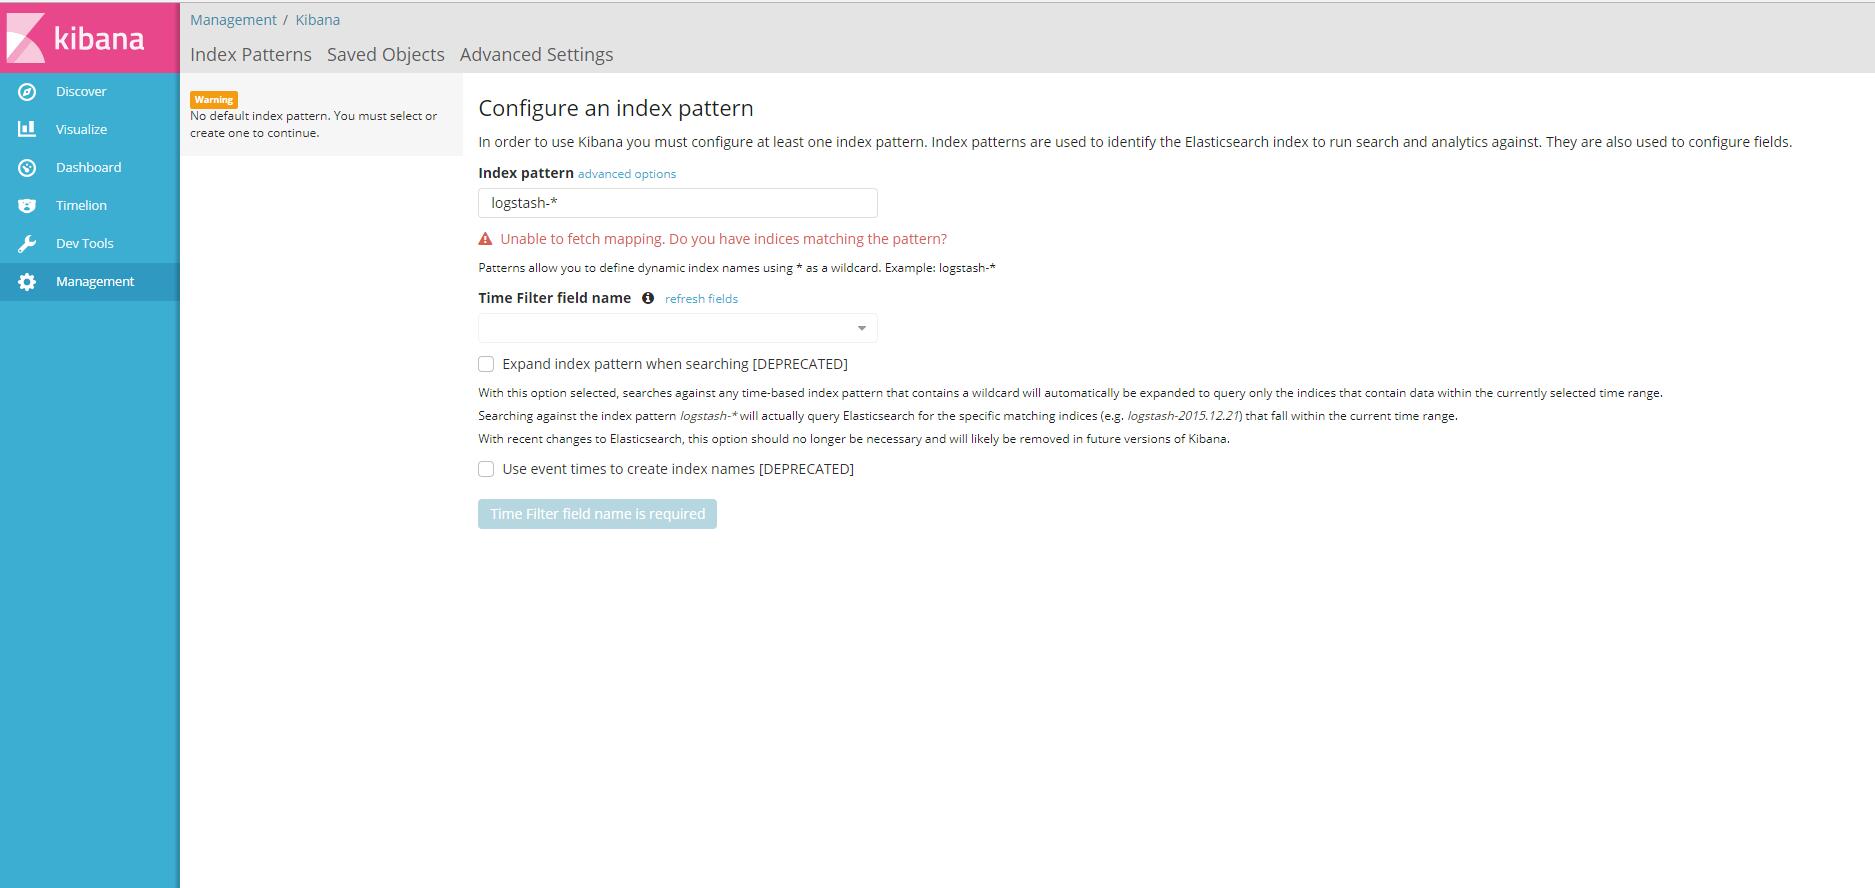 kibana
Management / Kibana
Index Patterns Saved Objects Advanced Settings
Discover
Visualize
Dashboard
Timelion
Dev Tools
Management
Warning
No default index pattern. You must select or
create one to continue.
Configure an index pattern
In order to use Kibana you must configure at least one index pattern. Index patterns are used to identify the Elasticsearch index to run search and analytics against. They are also used to configure fields.
Index pattern advanced options
logstash-*
Unable to fetch mapping. Do you have indices matching the pattern?
Patterns allow you to define dynamic index names using * as a wildcard. Example: logstash-*
Time Filter field name refresh fields
Expand index pattern when searching [DEPRECATED]
With this option selected, searches against any time-based index pattern that contains a wildcard will automatically be expanded to query only the indices that contain data within the currently selected time range.
Searching against the index pattern logstash-* will actually query Elasticsearch for the specific matching indices (e.g. logstash-2015.12.21) that fall within the current time range.
With recent changes to Elasticsearch, this option should no longer be necessary and will likely be removed in future versions of Kibana.
Use event times to create index names [DEPRECATED]
Time Filter field name is required